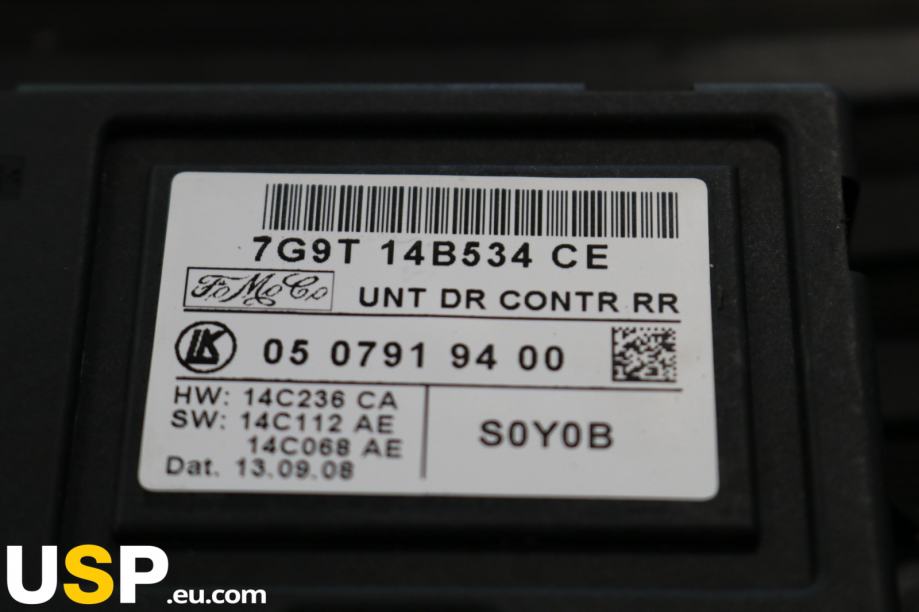 7G9T 14B534 CE
FoMoCo
UNT DR CONTR RR
LK
05 0791 94 00
HW: 14C236 CA
SW: 14C112 AE
14C068 AE
Dat. 13.09.08
S0Y0B
USP.eu.com